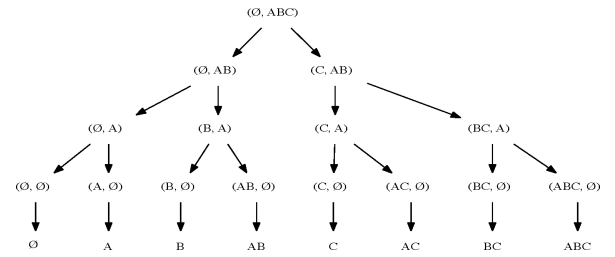 (Ø, ABC)
(Ø, AB) (C, AB)
(Ø, A) (B, A) (C, A) (BC, A)
(Ø, Ø) (A, Ø) (B, Ø) (AB, Ø) (C, Ø) (AC, Ø) (BC, Ø) (ABC, Ø)
Ø A B AB C AC BC ABC